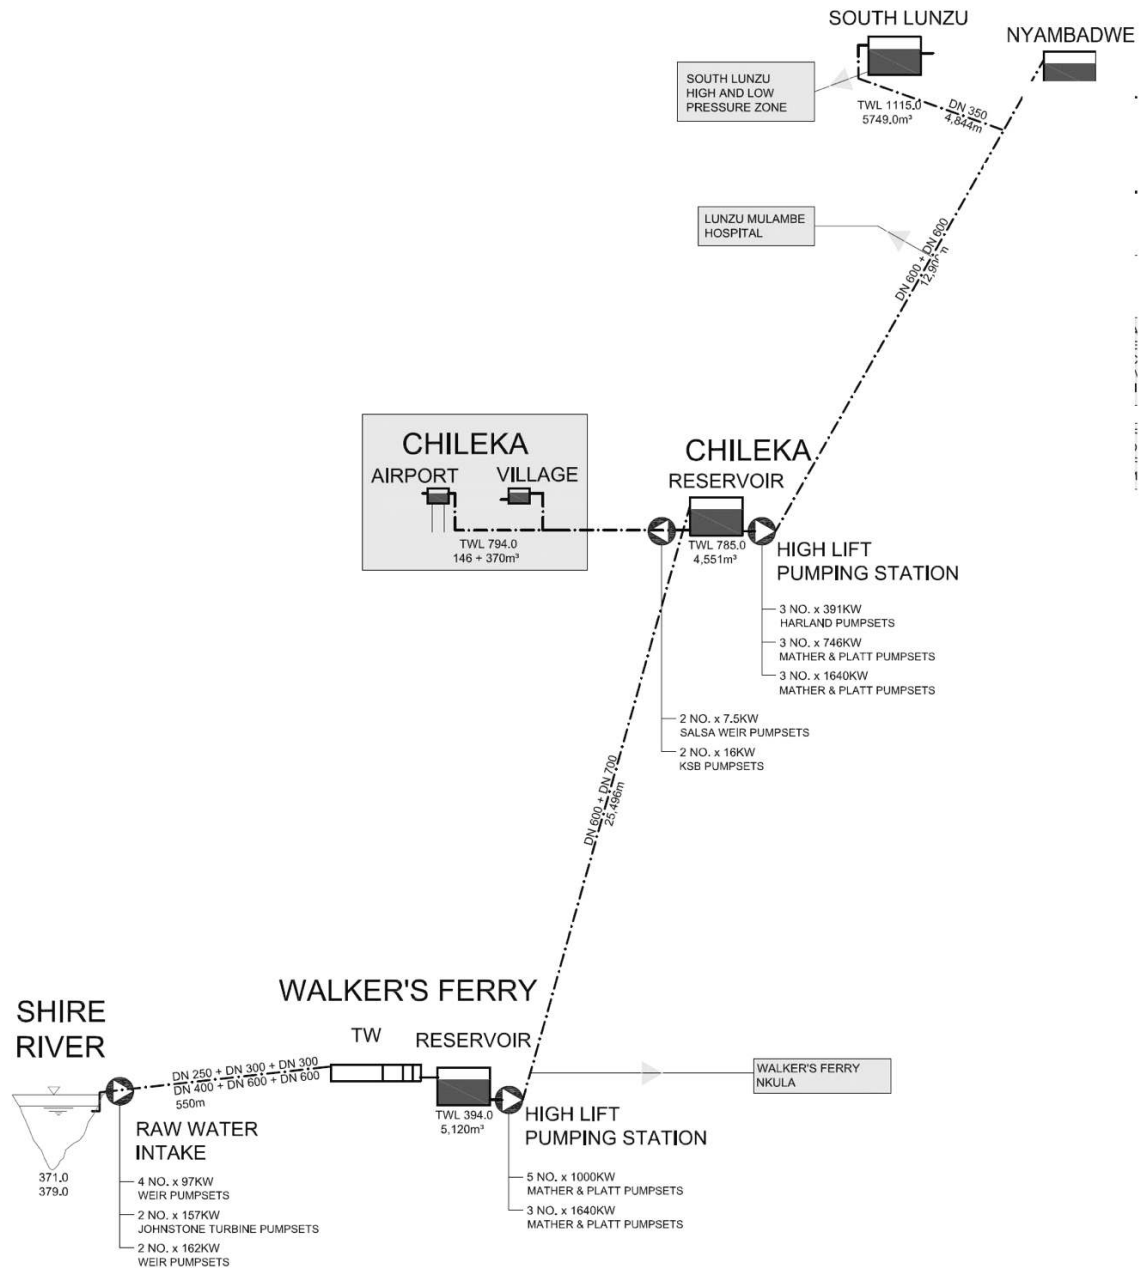 SOUTH LUNZU
NYAMBADWE
SOUTH LUNZU
HIGH AND LOW
PRESSURE ZONE
TWL 1115.0
5749.0m³
DN 350
4,844m
LUNZU MULAMBE
HOSPITAL
DN 600 + DN 600
CHILEKA
AIRPORT
VILLAGE
TWL 794.0
146 + 370m³
CHILEKA
RESERVOIR
TWL 785.0
4,551m³
HIGH LIFT
PUMPING STATION
3 NO. x 391KW
HARLAND PUMPSETS
3 NO. x 746KW
MATHER & PLATT PUMPSETS
3 NO. x 1640KW
MATHER & PLATT PUMPSETS
2 NO. x 7.5KW
SALSA WEIR PUMPSETS
2 NO. x 16KW
KSB PUMPSETS
DN 600 + DN 700
25,496m
WALKER'S FERRY
TW
RESERVOIR
TWL 394.0
5,120m³
HIGH LIFT
PUMPING STATION
5 NO. x 1000KW
MATHER & PLATT PUMPSETS
3 NO. x 1640KW
MATHER & PLATT PUMPSETS
WALKER'S FERRY
NKULA
SHIRE
RIVER
DN 250 + DN 300 + DN 300
DN 400 + DN 600 + DN 600
550m
371.0
379.0
RAW WATER
INTAKE
4 NO. x 97KW
WEIR PUMPSETS
2 NO. x 157KW
JOHNSTONE TURBINE PUMPSETS
2 NO. x 162KW
WEIR PUMPSETS